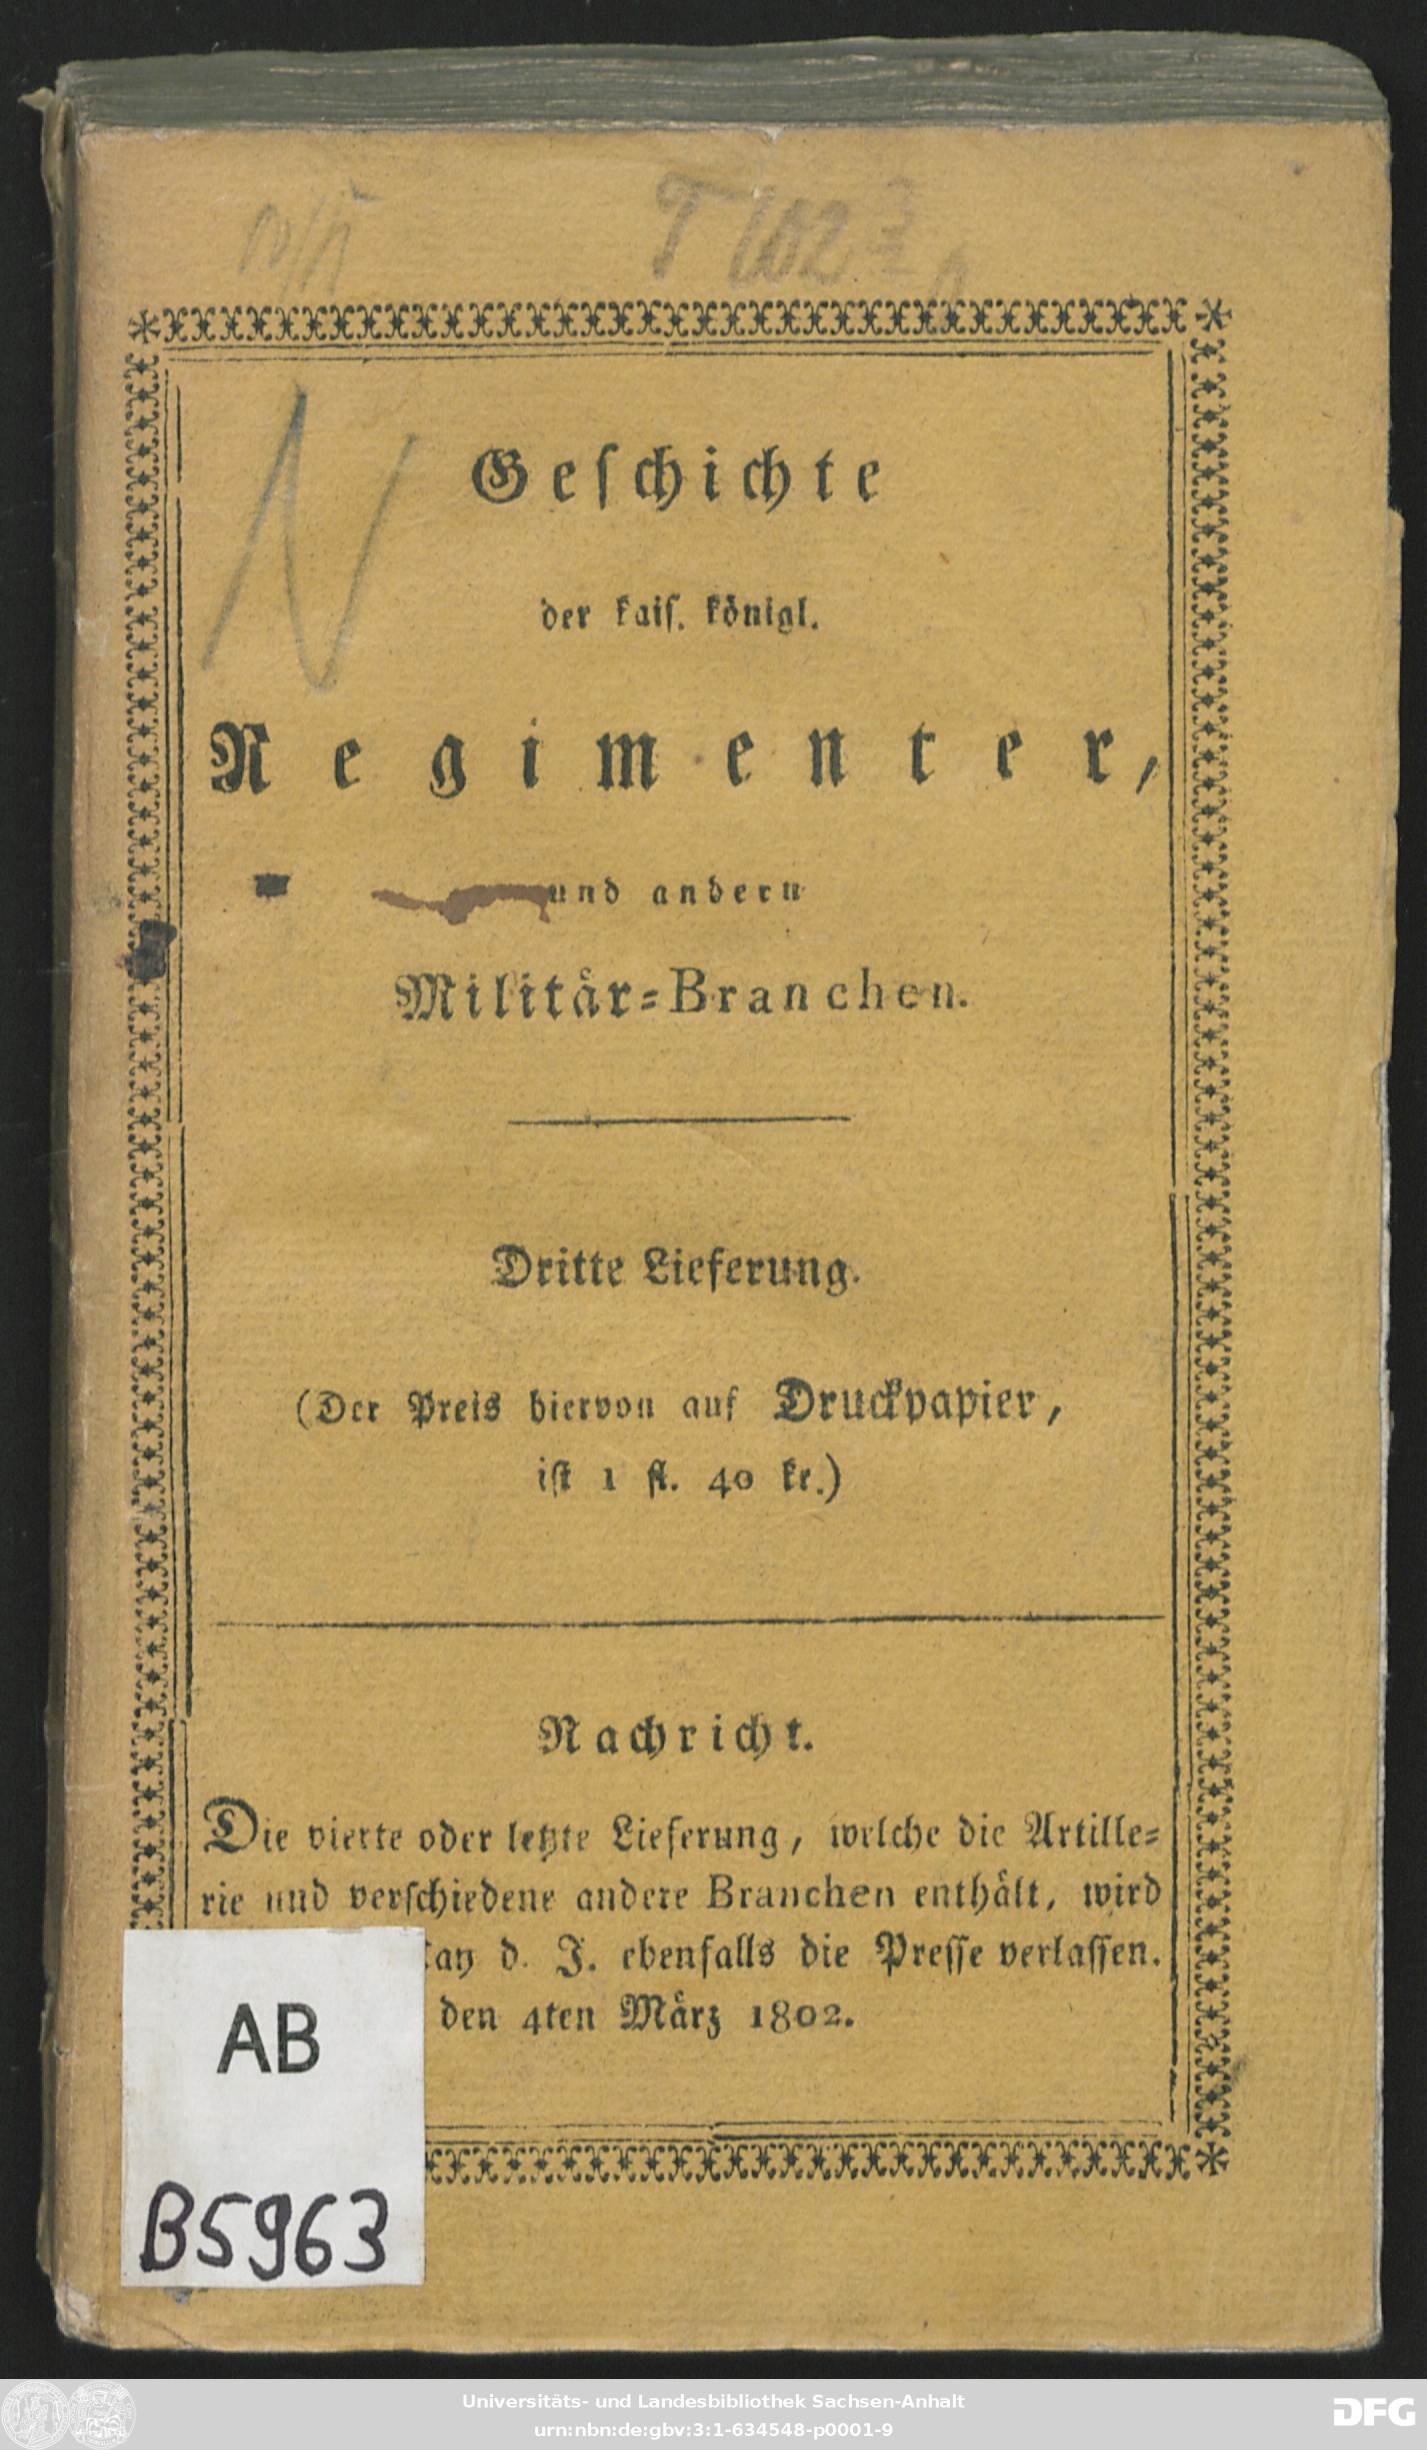 Geschichte
der kais. königl.
Regimenter,
und andern
Militär=Branchen.
Dritte Lieferung.
(Der Preis hiervon auf Druckpapier,
ist 1 fl. 40 kr.)
Nachricht.
Die vierte oder letzte Lieferung, welche die Artille=
rie und verschiedene andere Branchen enthält, wird
d. J. ebenfalls die Presse verlassen.
den 4ten März 1802.
AB
B5963
Universitäts- und Landesbibliothek Sachsen-Anhalt
urn:nbn:de:gbv:3:1-634548-p0001-9
DFG